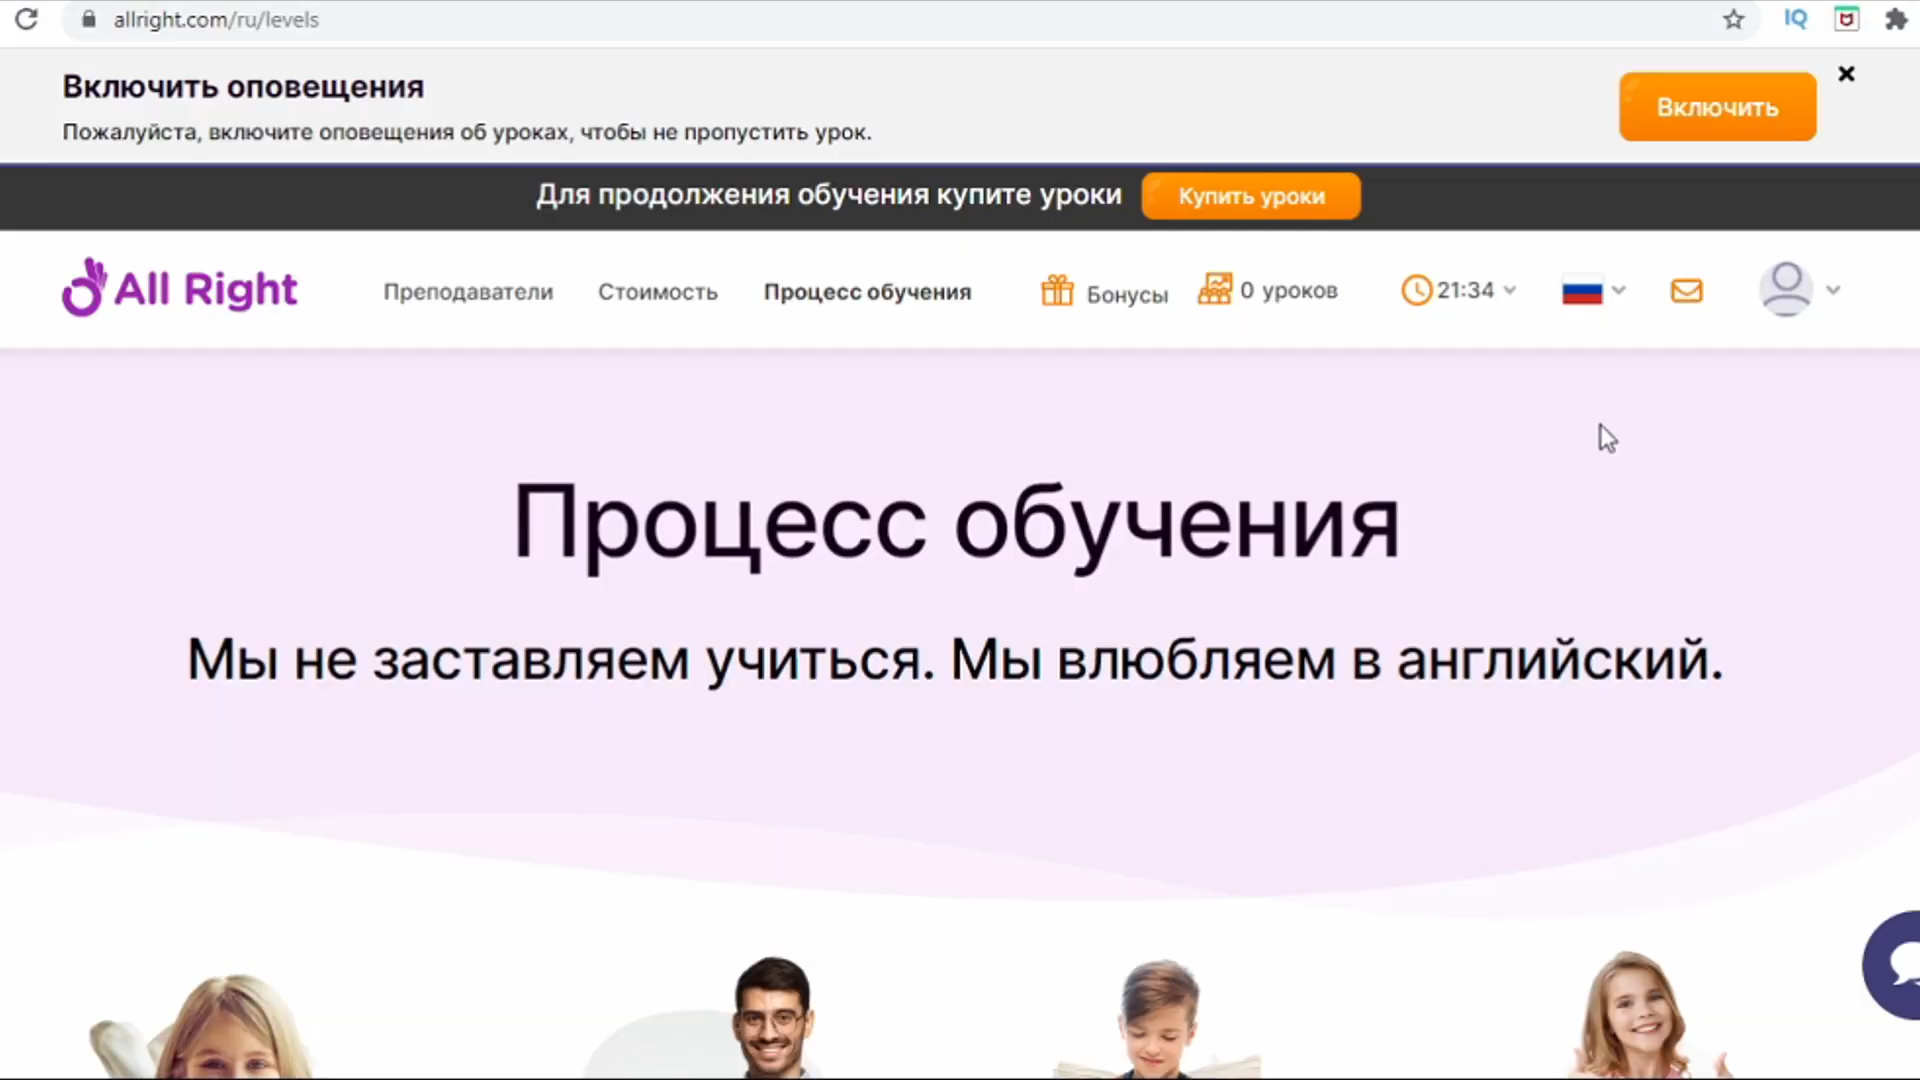 allright.com/ru/levels
IQ
Включить оповещения
Пожалуйста, включите оповещения об уроках, чтобы не пропустить урок.
Включить
Для продолжения обучения купите уроки
Купить уроки
All Right
Преподаватели
Стоимость
Процесс обучения
Бонусы
0 уроков
21:34
Процесс обучения
Мы не заставляем учиться. Мы влюбляем в английский.